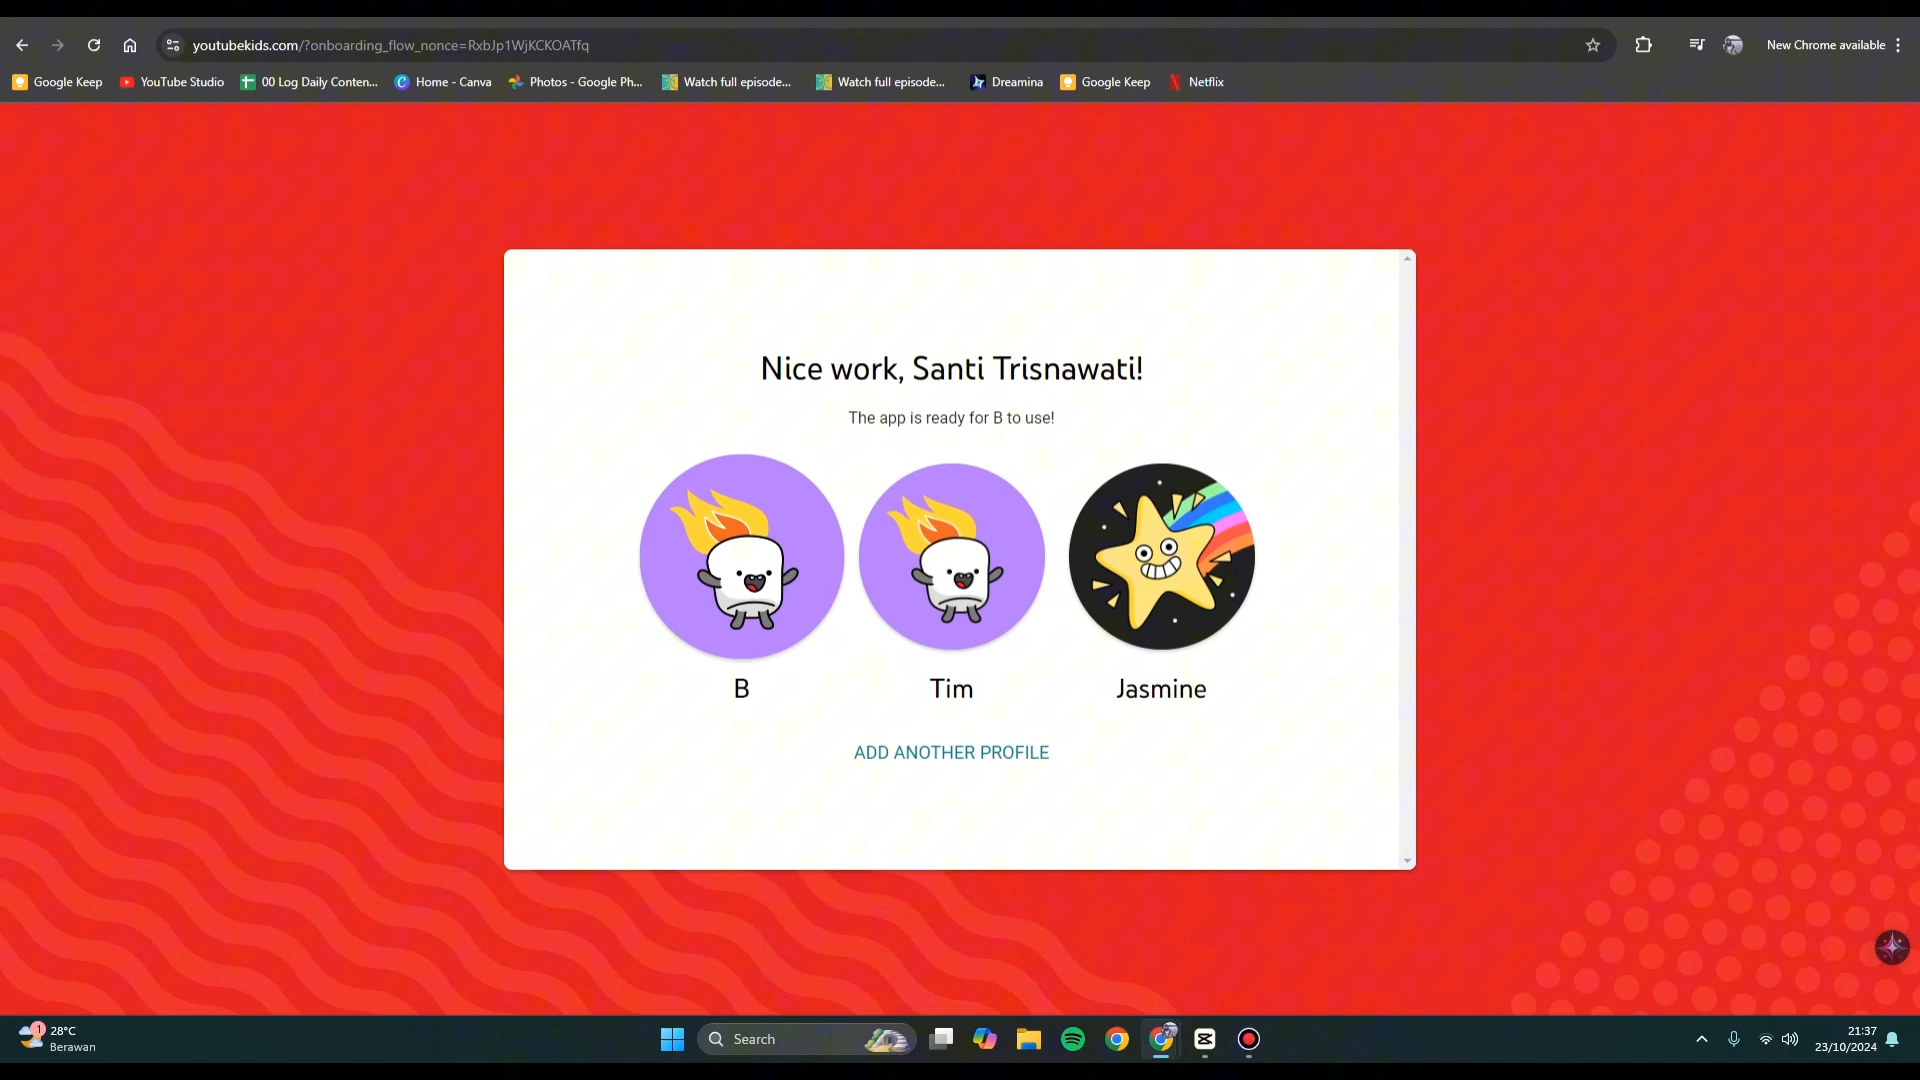 youtubekids.com/?onboarding_flow_nonce=RxbJp1WjKCKOATfq
New Chrome available
Google Keep
YouTube Studio
00 Log Daily Conten...
Home - Canva
Photos - Google Ph...
Watch full episode...
Watch full episode...
Dreamina
Google Keep
Netflix
Nice work, Santi Trisnawati!
The app is ready for B to use!
B
Tim
Jasmine
ADD ANOTHER PROFILE
1
28°C
Berawan
Search
21:37
23/10/2024